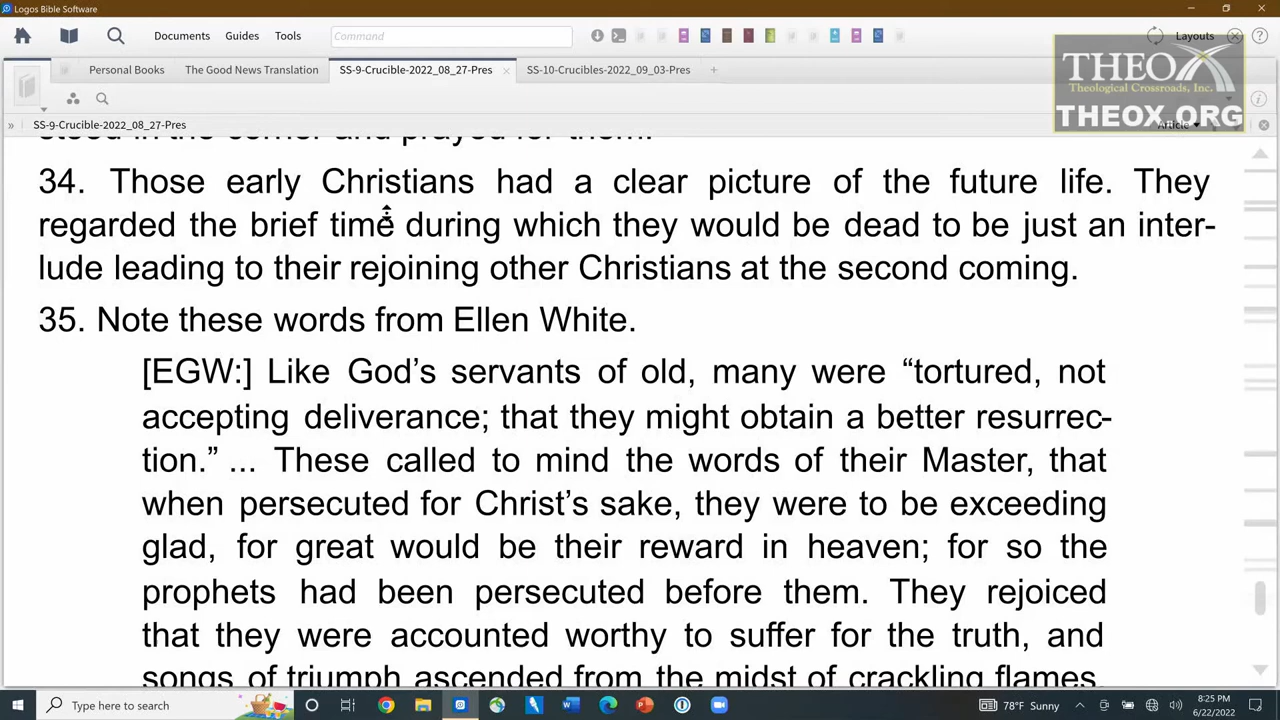 Logos Bible Software
Documents Guides Tools Command Layouts
THEOX
Theological Crossroads, Inc.
THEOX.ORG
Personal Books The Good News Translation SS-9-Crucible-2022_08_27-Pres SS-10-Crucibles-2022_09_03-Pres
SS-9-Crucible-2022_08_27-Pres Article
stood in the corner and prayed for them.
34. Those early Christians had a clear picture of the future life. They
regarded the brief time during which they would be dead to be just an inter-
lude leading to their rejoining other Christians at the second coming.
35. Note these words from Ellen White.
[EGW:] Like God’s servants of old, many were “tortured, not
accepting deliverance; that they might obtain a better resurrec-
tion.” ... These called to mind the words of their Master, that
when persecuted for Christ’s sake, they were to be exceeding
glad, for great would be their reward in heaven; for so the
prophets had been persecuted before them. They rejoiced
that they were accounted worthy to suffer for the truth, and
songs of triumph ascended from the midst of crackling flames.
Type here to search
78°F Sunny
8:25 PM
6/22/2022